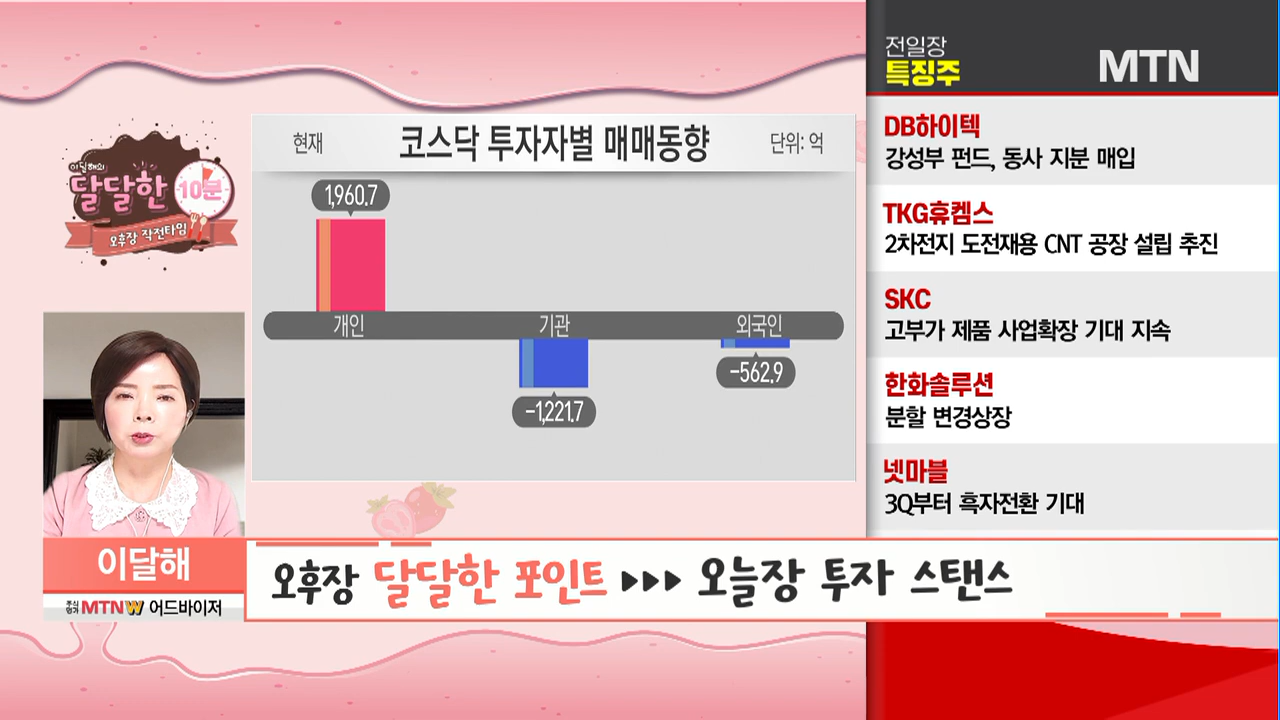 전일장
특징주
MTN
이달해의
달달한 10분
오후장 작전타임
현재
코스닥 투자자별 매매동향
단위: 억
1,960.7
개인
기관
외국인
-1,221.7
-562.9
DB하이텍
강성부 펀드, 동사 지분 매입
TKG휴켐스
2차전지 도전재용 CNT 공장 설립 추진
SKC
고부가 제품 사업확장 기대 지속
한화솔루션
분할 변경상장
넷마블
3Q부터 흑자전환 기대
이달해
MTNW 어드바이저
오후장 달달한 포인트 ▶▶▶ 오늘장 투자 스탠스